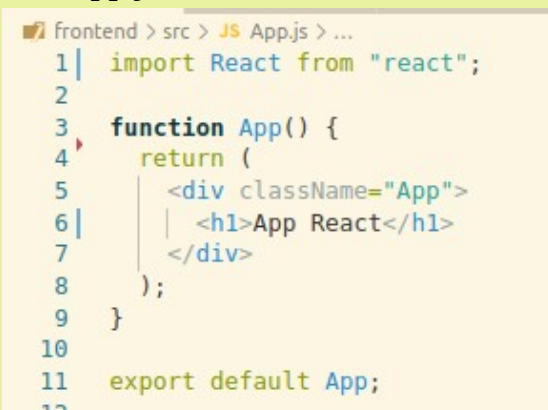 frontend > src > JS App.js > ...
1 import React from "react";
2
3 function App() {
4 return (
5 <div className="App">
6 <h1>App React</h1>
7 </div>
8 );
9 }
10
11 export default App;